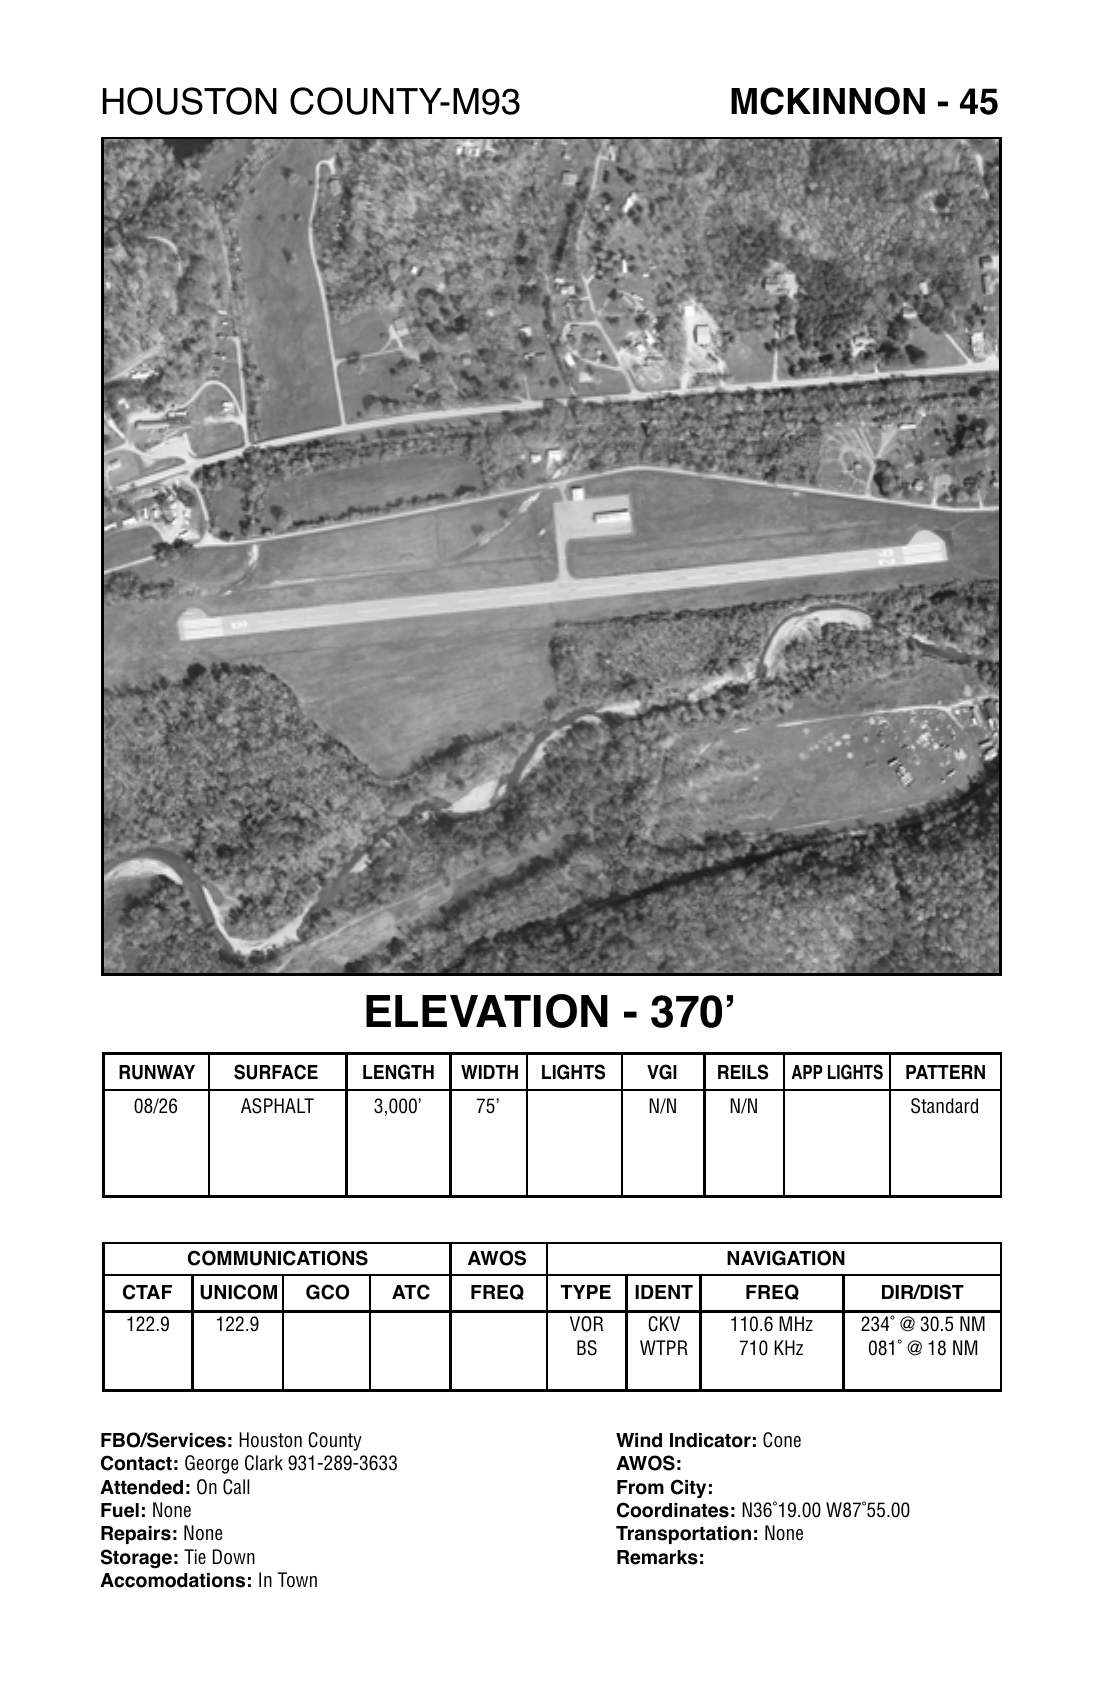 HOUSTON COUNTY-M93 MCKINNON - 45
8
26
ELEVATION - 370’
RUNWAY SURFACE LENGTH WIDTH LIGHTS VGI REILS APP LIGHTS PATTERN
08/26 ASPHALT 3,000’ 75’ N/N N/N Standard
COMMUNICATIONS AWOS NAVIGATION
CTAF UNICOM GCO ATC FREQ TYPE IDENT FREQ DIR/DIST
122.9 122.9 VOR CKV 110.6 MHz 234˚ @ 30.5 NM
BS WTPR 710 KHz 081˚ @ 18 NM
FBO/Services: Houston County
Contact: George Clark 931-289-3633
Attended: On Call
Fuel: None
Repairs: None
Storage: Tie Down
Accomodations: In Town
Wind Indicator: Cone
AWOS:
From City:
Coordinates: N36˚19.00 W87˚55.00
Transportation: None
Remarks: